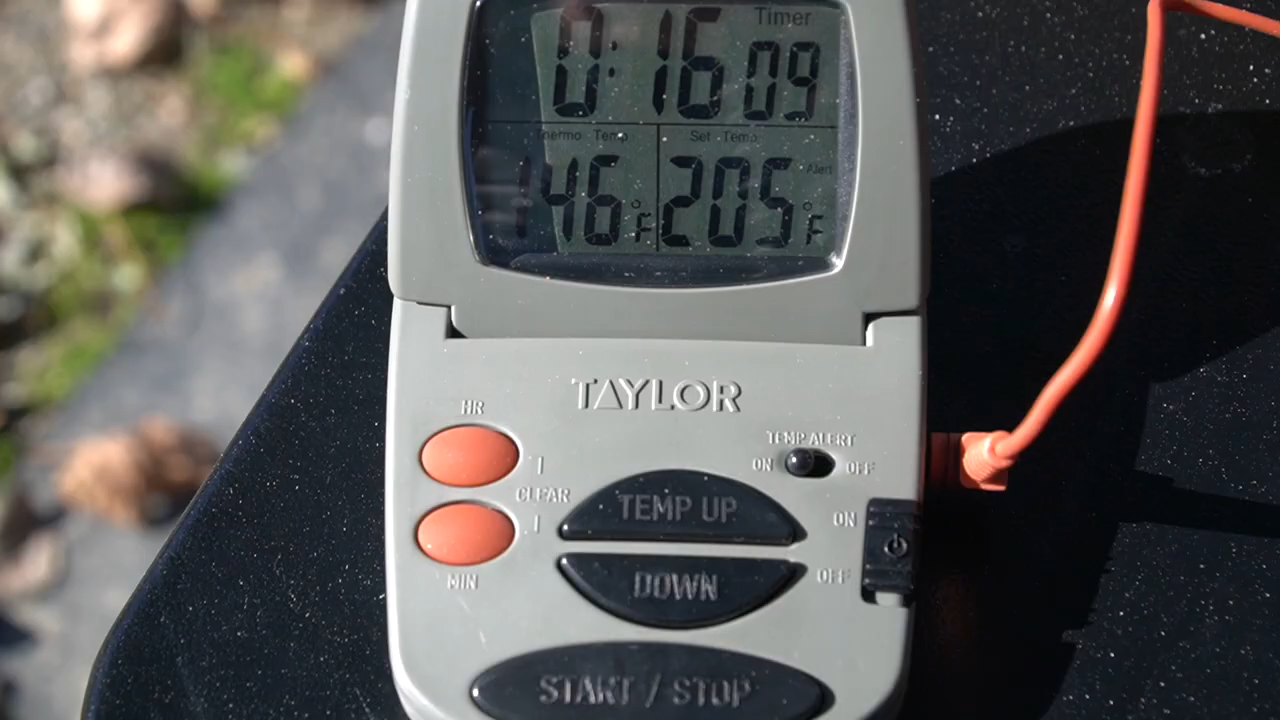 Timer
0:16 09
Thermo Temp Set Temp
Alert
146°F 205°F
TAYLOR
HR
TEMP ALERT
ON OFF
CLEAR
TEMP UP
ON
MIN
DOWN
OFF
START / STOP